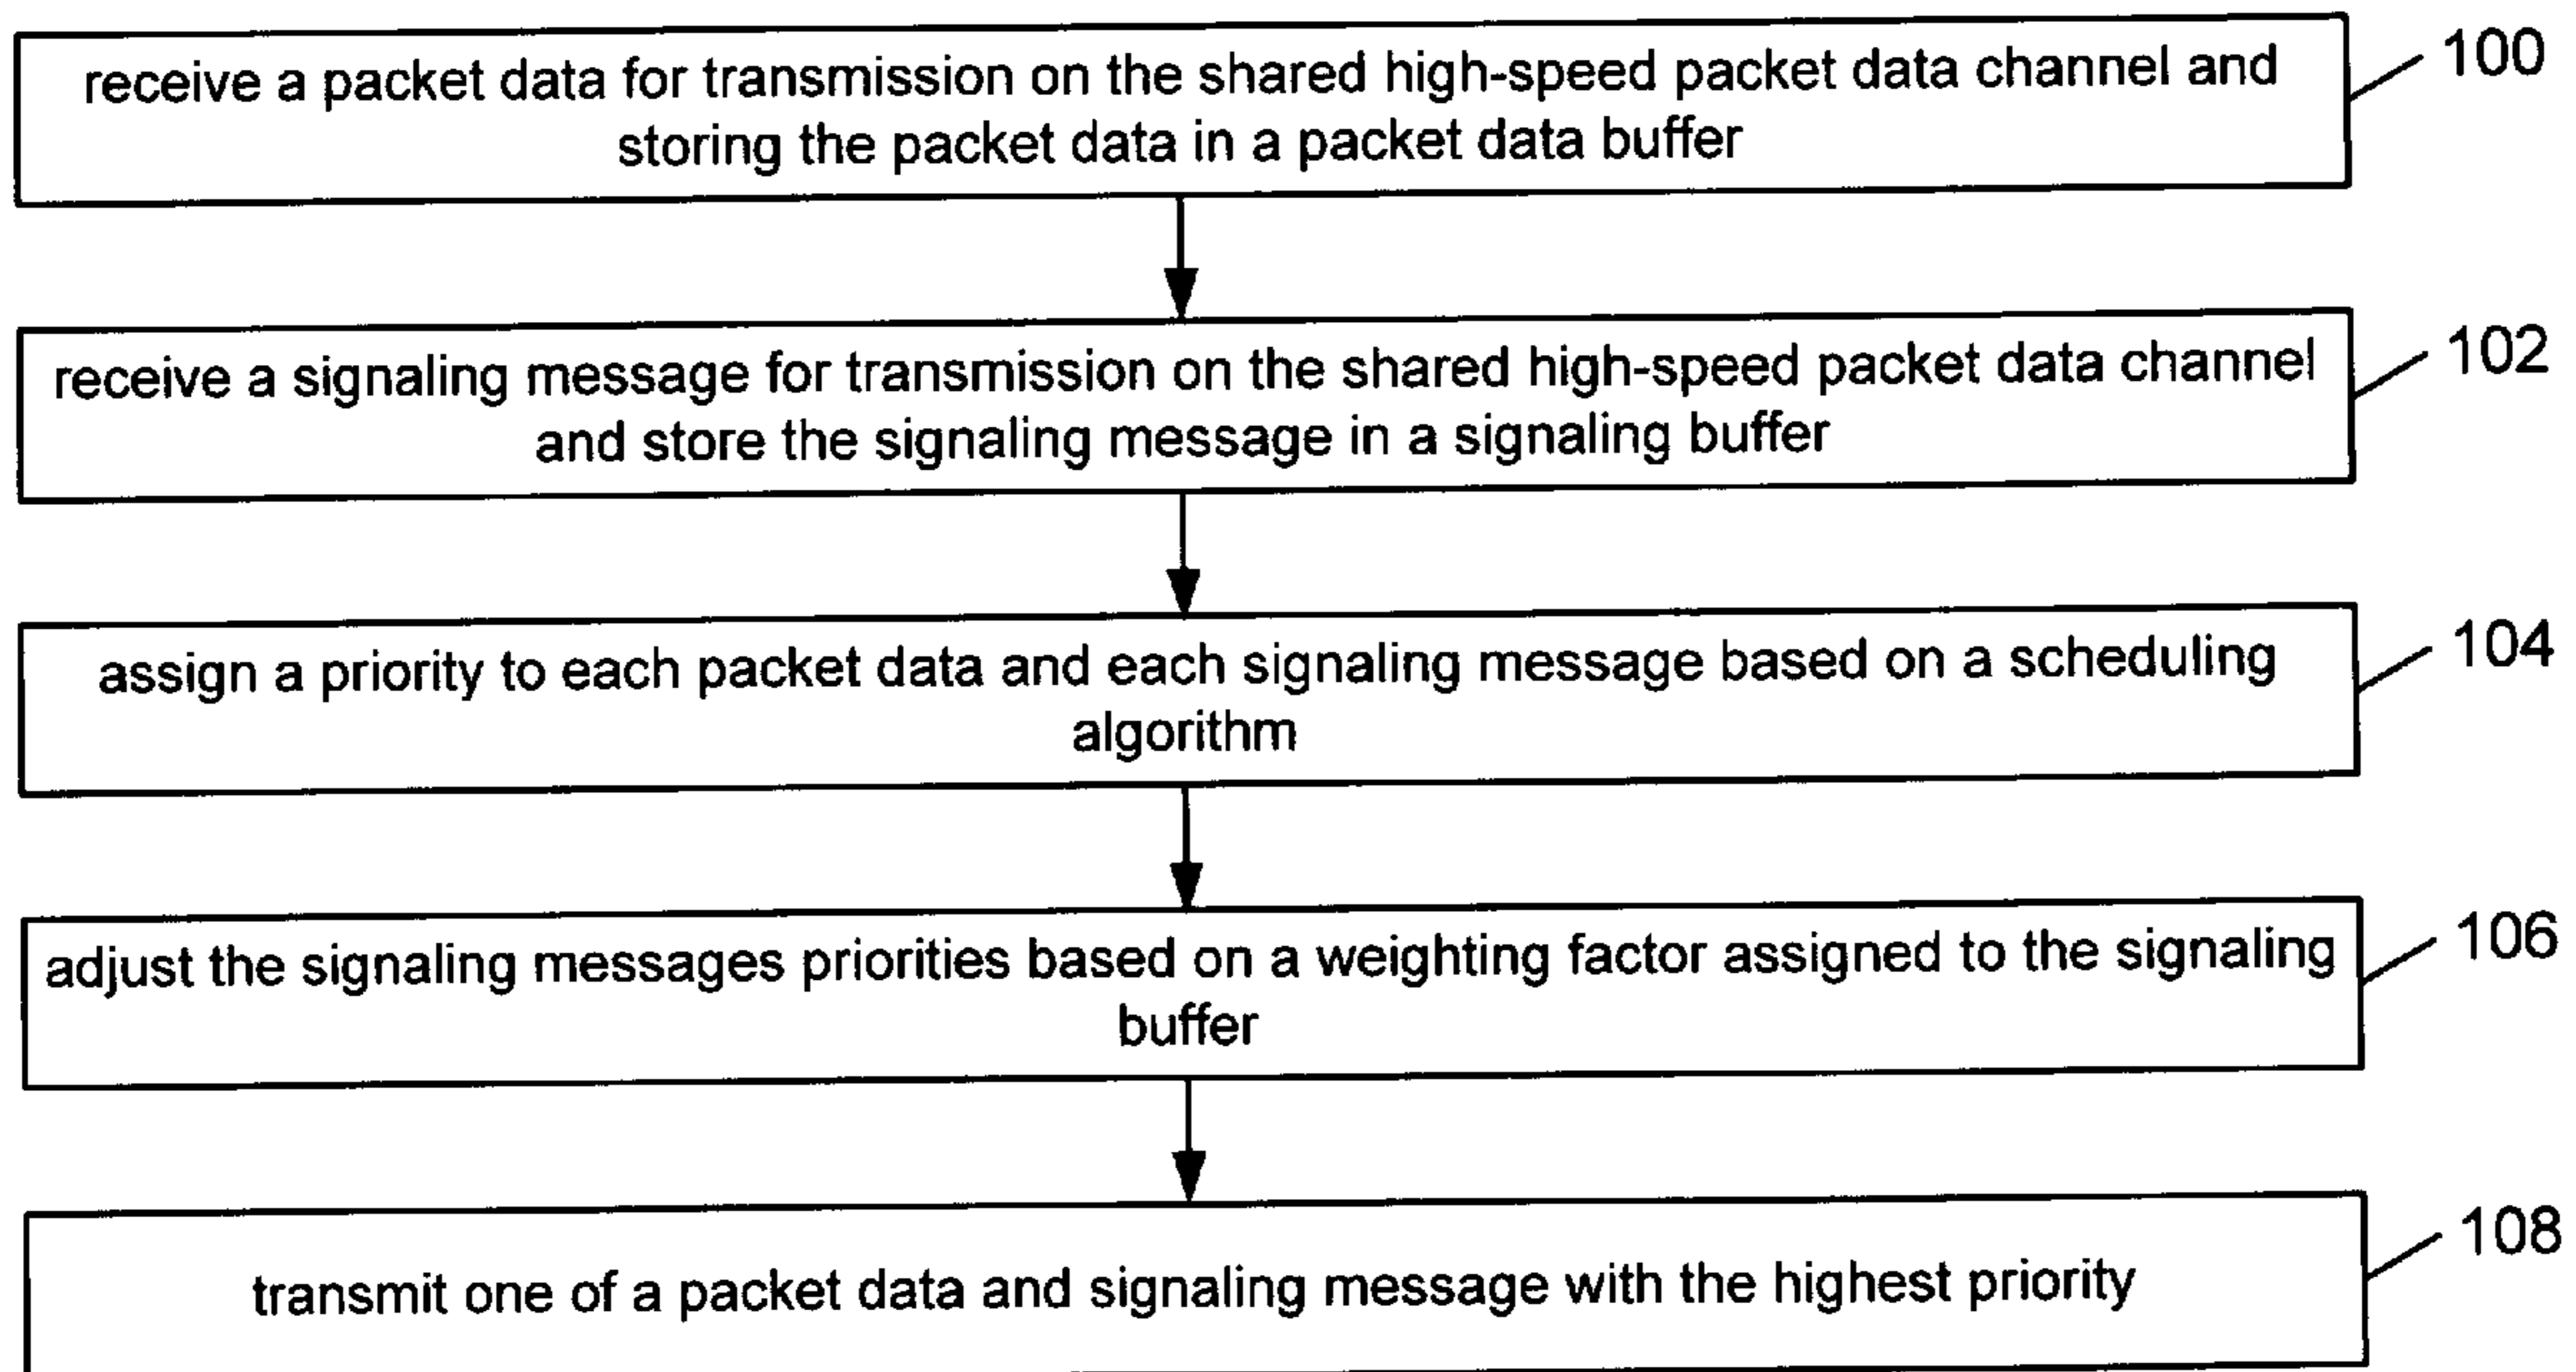 receive a packet data for transmission on the shared high-speed packet data channel and
storing the packet data in a packet data buffer
100
receive a signaling message for transmission on the shared high-speed packet data channel
and store the signaling message in a signaling buffer
102
assign a priority to each packet data and each signaling message based on a scheduling
algorithm
104
adjust the signaling messages priorities based on a weighting factor assigned to the signaling
buffer
106
transmit one of a packet data and signaling message with the highest priority
108